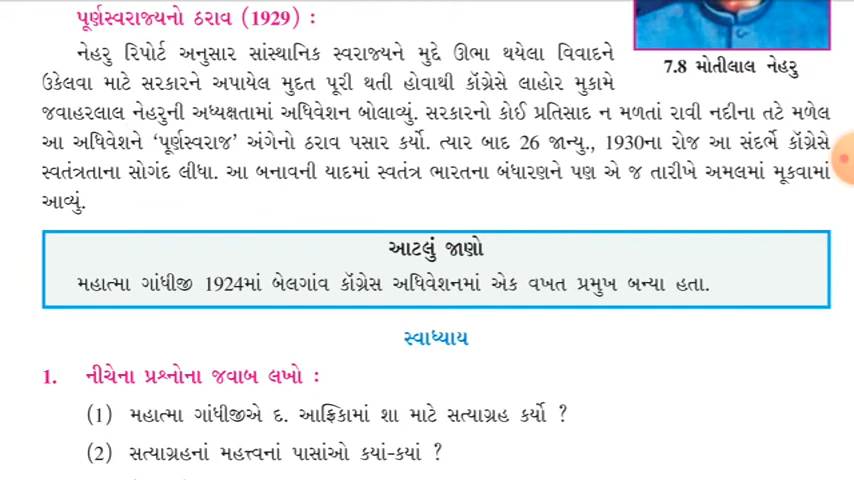 પૂર્ણસ્વરાજ્યનો ઠરાવ (1929) :
નેહરુ રિપોર્ટ અનુસાર સાંસ્થાનિક સ્વરાજ્યને મુદ્દે ઊભા થયેલા વિવાદને
7.8 મોતીલાલ નેહરુ
ઉકેલવા માટે સરકારને અપાયેલ મુદત પૂરી થતી હોવાથી કૉંગ્રેસે લાહોર મુકામે
જવાહરલાલ નેહરુની અધ્યક્ષતામાં અધિવેશન બોલાવ્યું. સરકારનો કોઈ પ્રતિસાદ ન મળતાં રાવી નદીના તટે મળેલ
આ અધિવેશને ‘પૂર્ણસ્વરાજ’ અંગેનો ઠરાવ પસાર કર્યો. ત્યાર બાદ 26 જાન્યુ., 1930ના રોજ આ સંદર્ભે કૉંગ્રેસે
સ્વતંત્રતાના સોગંદ લીધા. આ બનાવની યાદમાં સ્વતંત્ર ભારતના બંધારણને પણ એ જ તારીખે અમલમાં મૂકવામાં
આવ્યું.
આટલું જાણો
મહાત્મા ગાંધીજી 1924માં બેલગાંવ કૉંગ્રેસ અધિવેશનમાં એક વખત પ્રમુખ બન્યા હતા.
સ્વાધ્યાય
1. નીચેના પ્રશ્નોના જવાબ લખો :
(1) મહાત્મા ગાંધીજીએ દ. આફ્રિકામાં શા માટે સત્યાગ્રહ કર્યો ?
(2) સત્યાગ્રહનાં મહત્ત્વનાં પાસાંઓ કયાં-કયાં ?